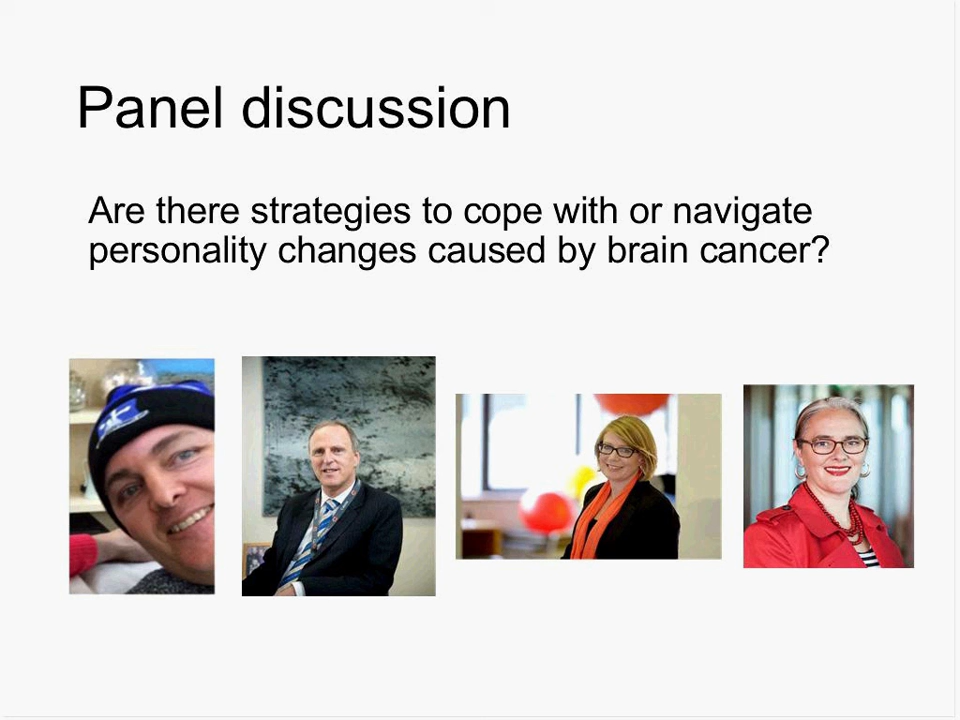 Panel discussion
Are there strategies to cope with or navigate
personality changes caused by brain cancer?